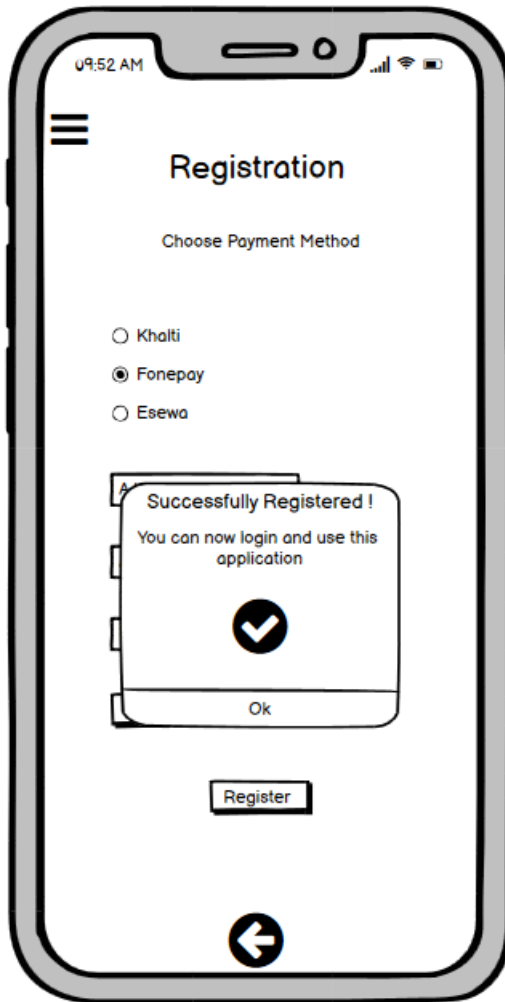 09:52 AM
Registration
Choose Payment Method
Khalti
Fonepay
Esewa
Successfully Registered !
You can now login and use this
application
Ok
Register